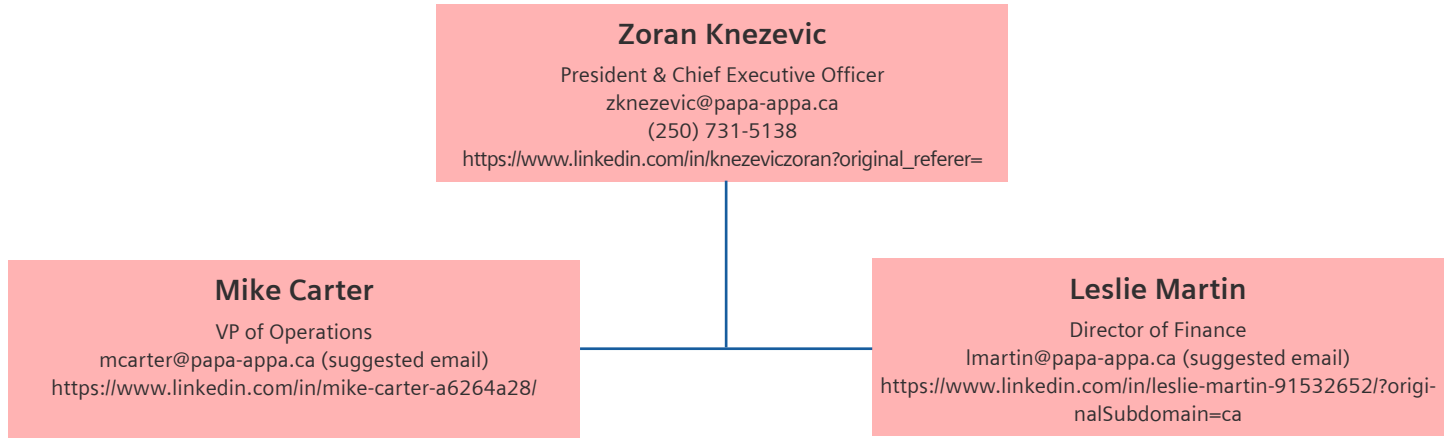 Zoran Knezevic
President & Chief Executive Officer
zknezevic@papa-appa.ca
(250) 731-5138
https://www.linkedin.com/in/knezeviczoran?original_referer=
Mike Carter
VP of Operations
mcarter@papa-appa.ca (suggested email)
https://www.linkedin.com/in/mike-carter-a6264a28/
Leslie Martin
Director of Finance
lmartin@papa-appa.ca (suggested email)
https://www.linkedin.com/in/leslie-martin-91532652/?origi-
nalSubdomain=ca